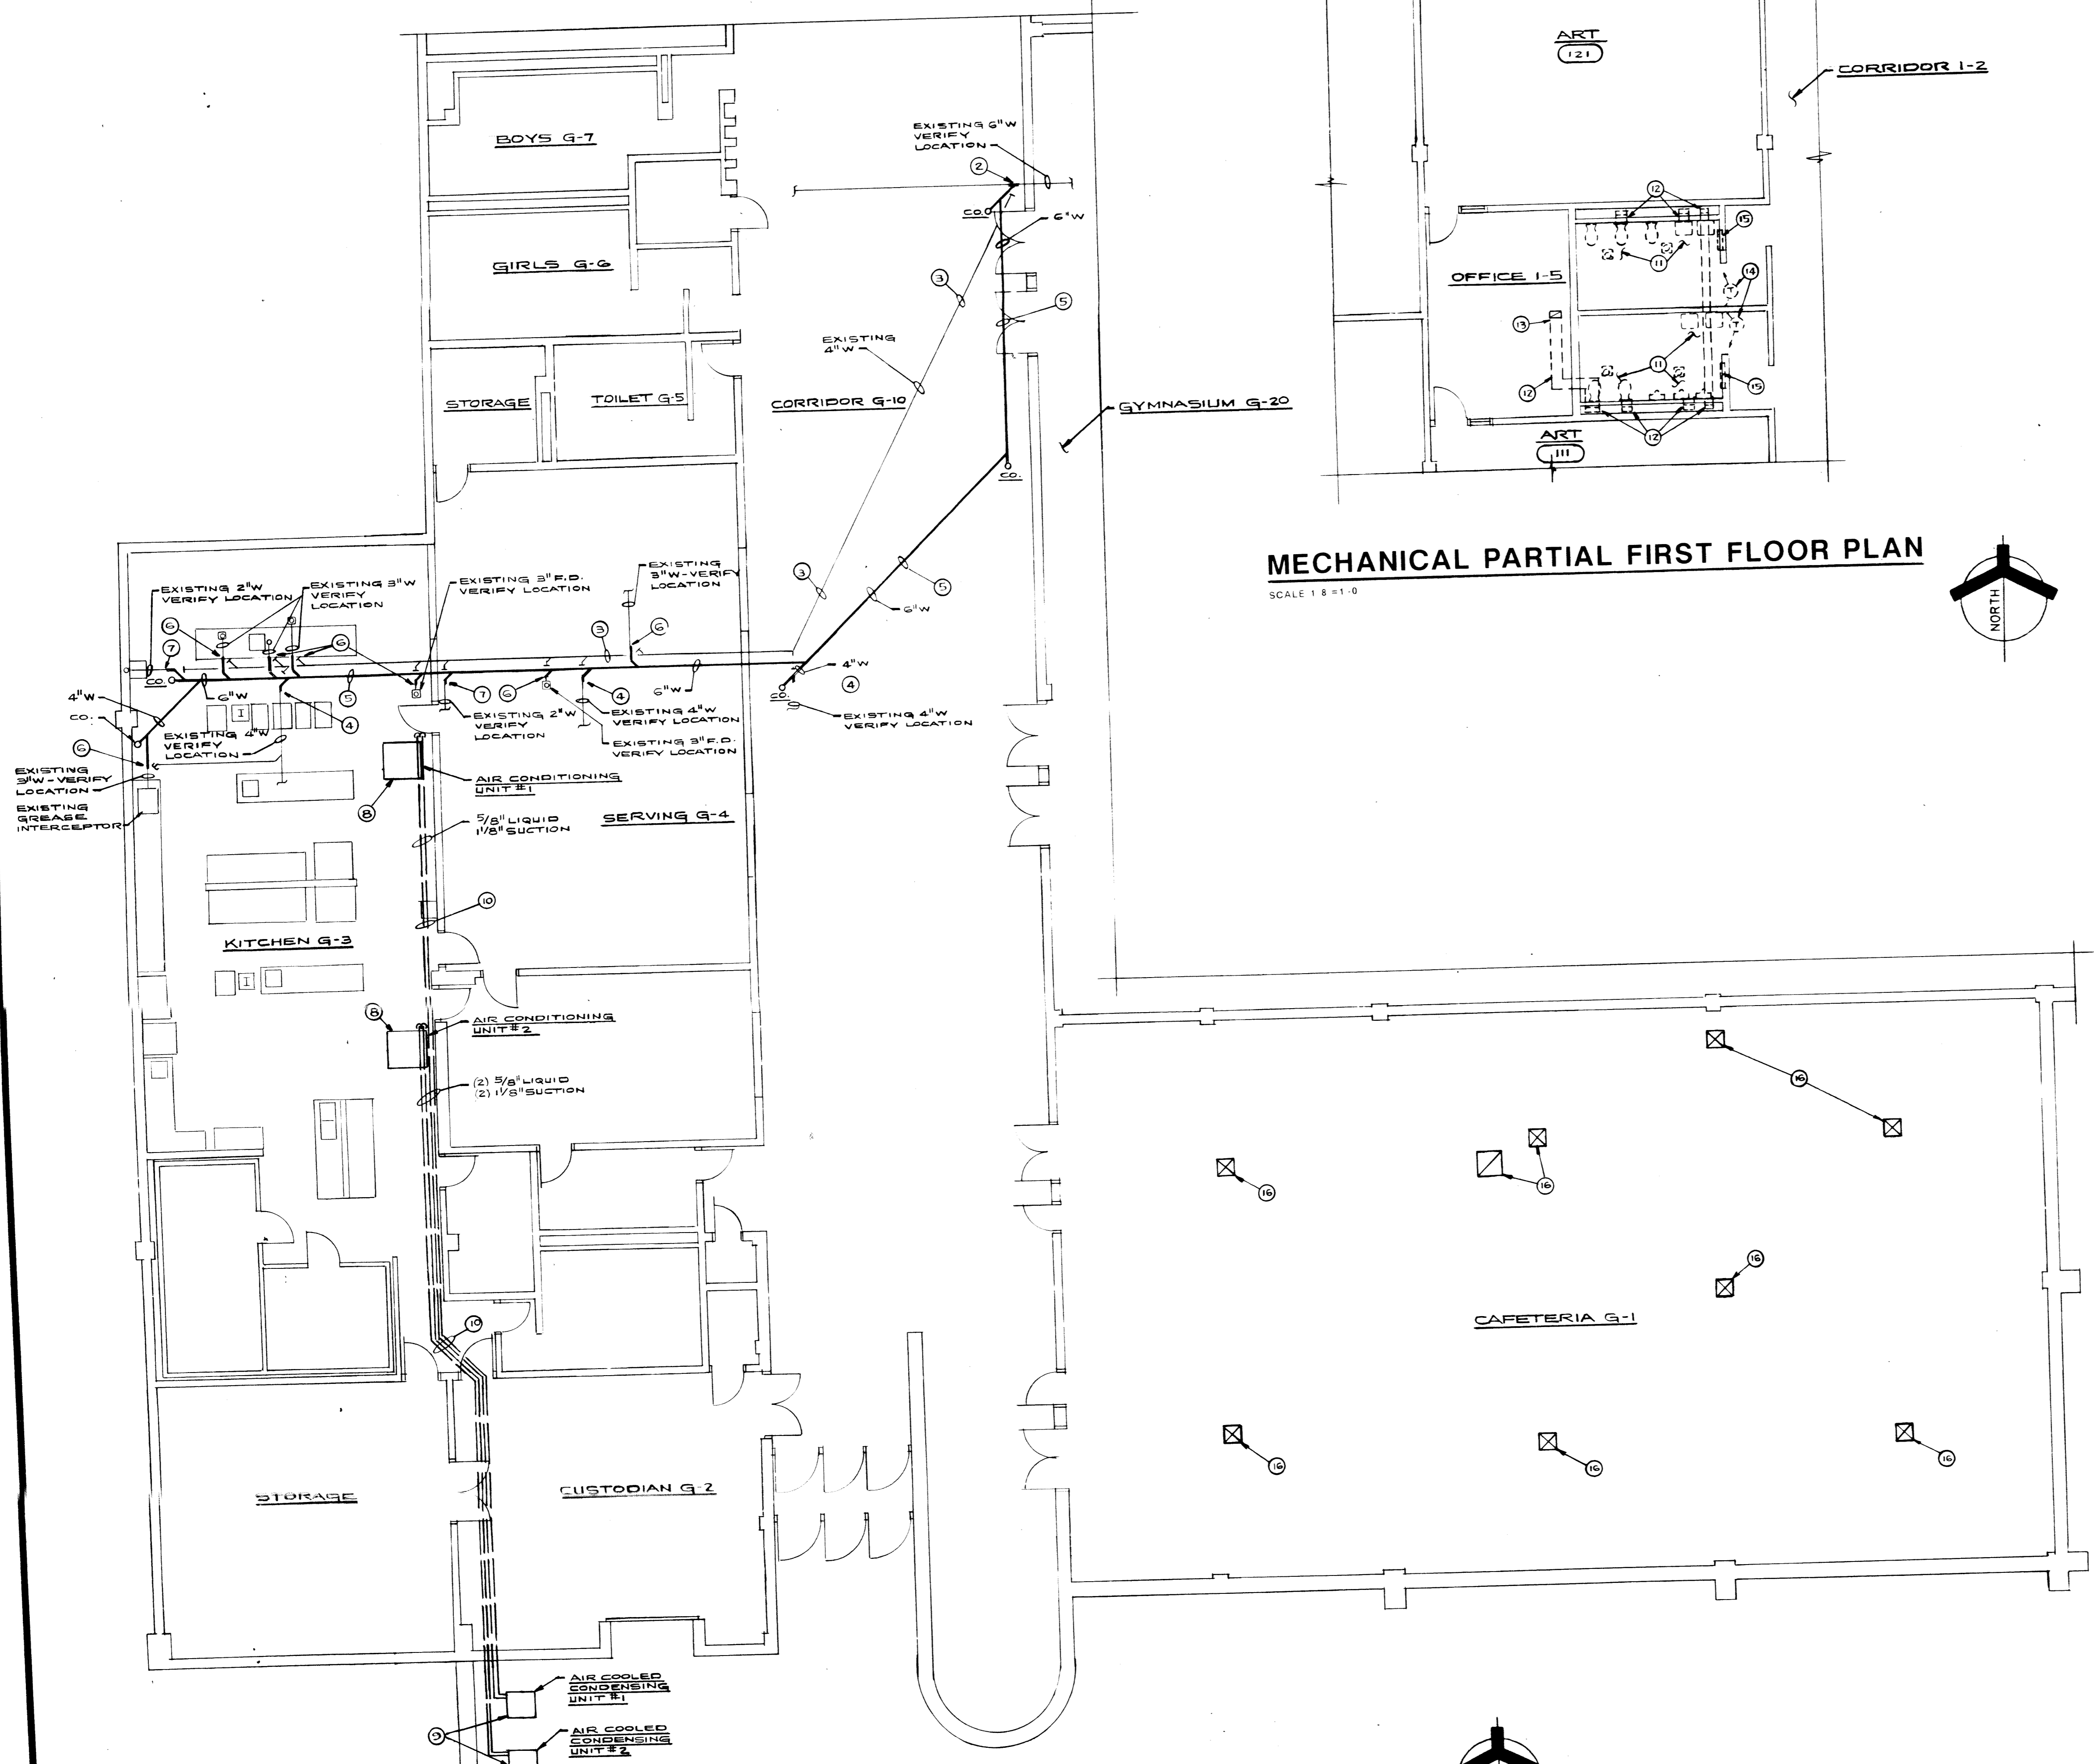 ART
121
CORRIDOR 1-2
BOYS G-7
EXISTING 6"W
VERIFY
LOCATION
2
CO.
6"W
12
15
GIRLS G-6
3
5
11
14
OFFICE 1-5
13
EXISTING
4"W
12
11
15
STORAGE
TOILET G-5
CORRIDOR G-10
GYMNASIUM G-20
12
ART
111
CO.
MECHANICAL PARTIAL FIRST FLOOR PLAN
SCALE 1 8 =1-0
NORTH
EXISTING 2"W
VERIFY LOCATION
EXISTING 3"W
VERIFY
LOCATION
EXISTING 3"F.D.
VERIFY LOCATION
EXISTING
3"W-VERIFY
LOCATION
3
5
6"W
6
6
3
6
7
CO.
6"W
5
7
6
4
6"W
4"W
4
CO.
4"W
CO.
4
EXISTING 4"W
VERIFY
LOCATION
EXISTING 2"W
VERIFY
LOCATION
EXISTING 4"W
VERIFY LOCATION
EXISTING 3"F.D.
VERIFY LOCATION
EXISTING 4"W
VERIFY LOCATION
6
EXISTING
3"W-VERIFY
LOCATION
EXISTING
GREASE
INTERCEPTOR
AIR CONDITIONING
UNIT #1
8
5/8" LIQUID
1 1/8" SUCTION
SERVING G-4
10
KITCHEN G-3
8
AIR CONDITIONING
UNIT #2
(2) 5/8" LIQUID
(2) 1 1/8" SUCTION
16
16
16
16
CAFETERIA G-1
10
16
16
16
STORAGE
CUSTODIAN G-2
AIR COOLED
CONDENSING
UNIT #1
9
AIR COOLED
CONDENSING
UNIT #2